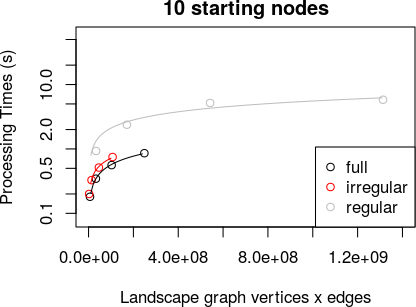 10 starting nodes
Processing Times (s)
10.0
2.0
0.5
0.1
full
irregular
regular
0.0e+00 4.0e+08 8.0e+08 1.2e+09
Landscape graph vertices x edges